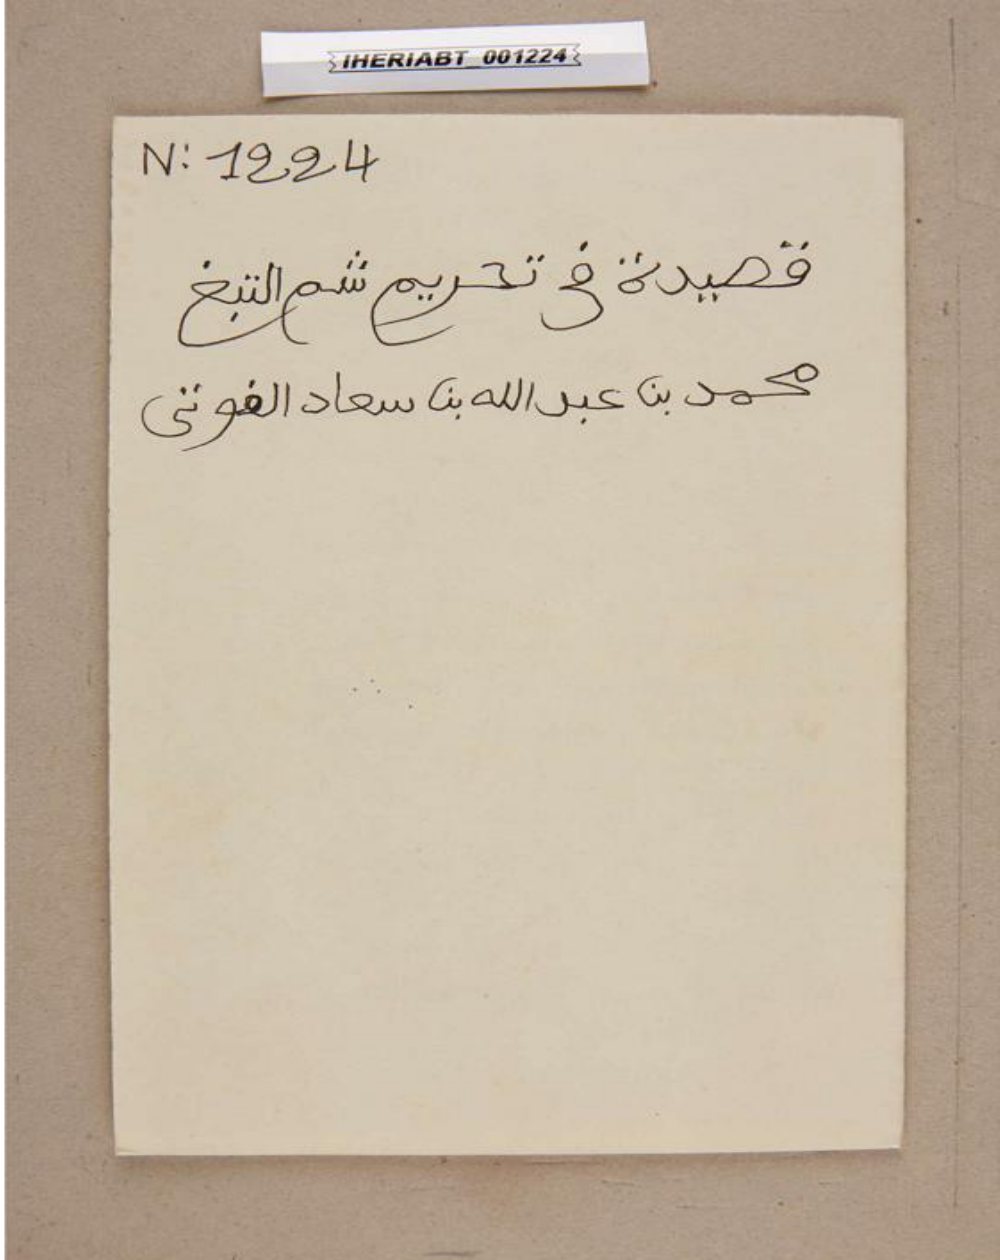 IHERIABT_001224
N: 1224
قصيدة في تحريم شم التبغ
محمد بن عبد الله بن سعاد الفوتي